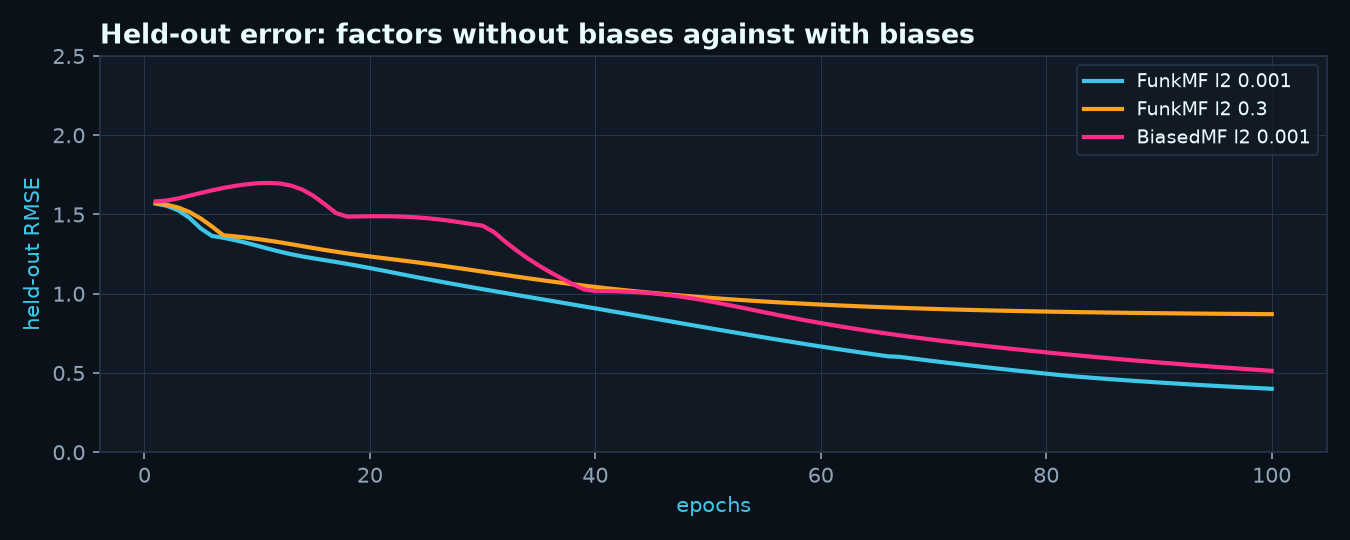 Held-out error: factors without biases against with biases
FunkMF l2 0.001
FunkMF l2 0.3
BiasedMF l2 0.001
held-out RMSE
2.5
2.0
1.5
1.0
0.5
0.0
0 20 40 60 80 100
epochs